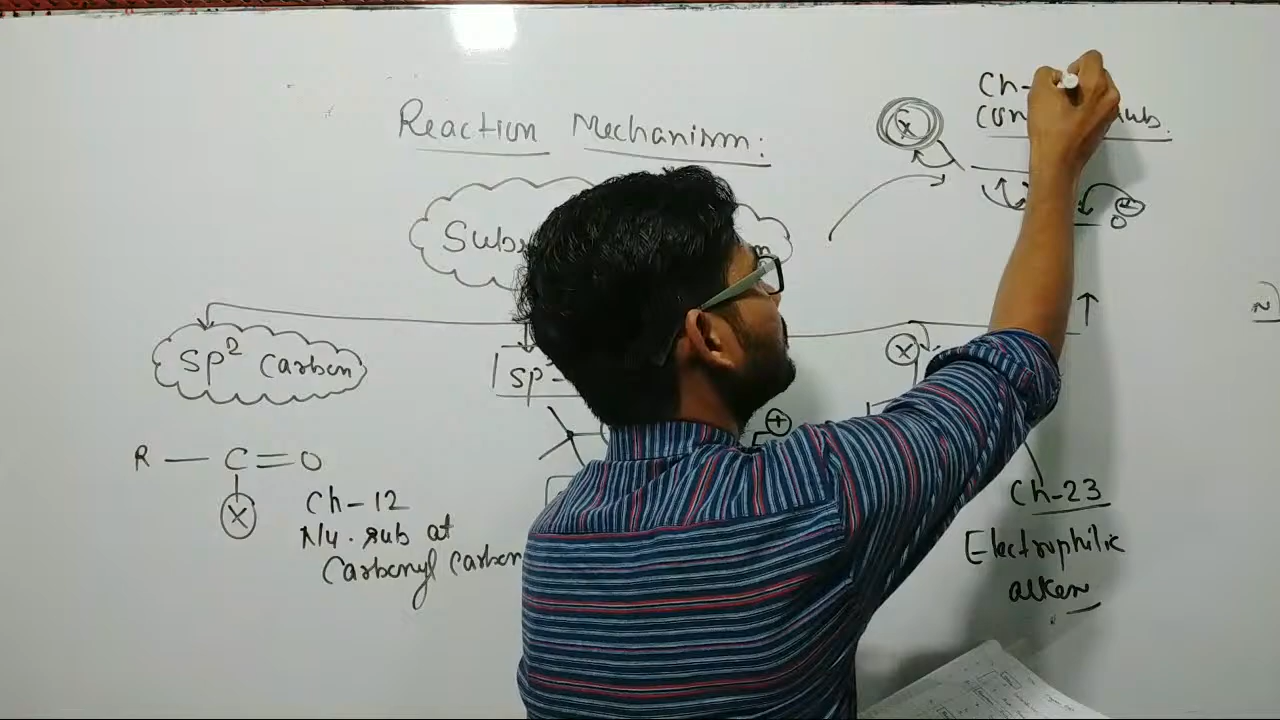 Reaction Mechanism:
Ch-
Con sub.
Subs
SP² Carbon
SP
X
R — C = O
X
Ch-12
Nu. sub at
Carbonyl Carbon
Ch-23
Electrophilic
alken